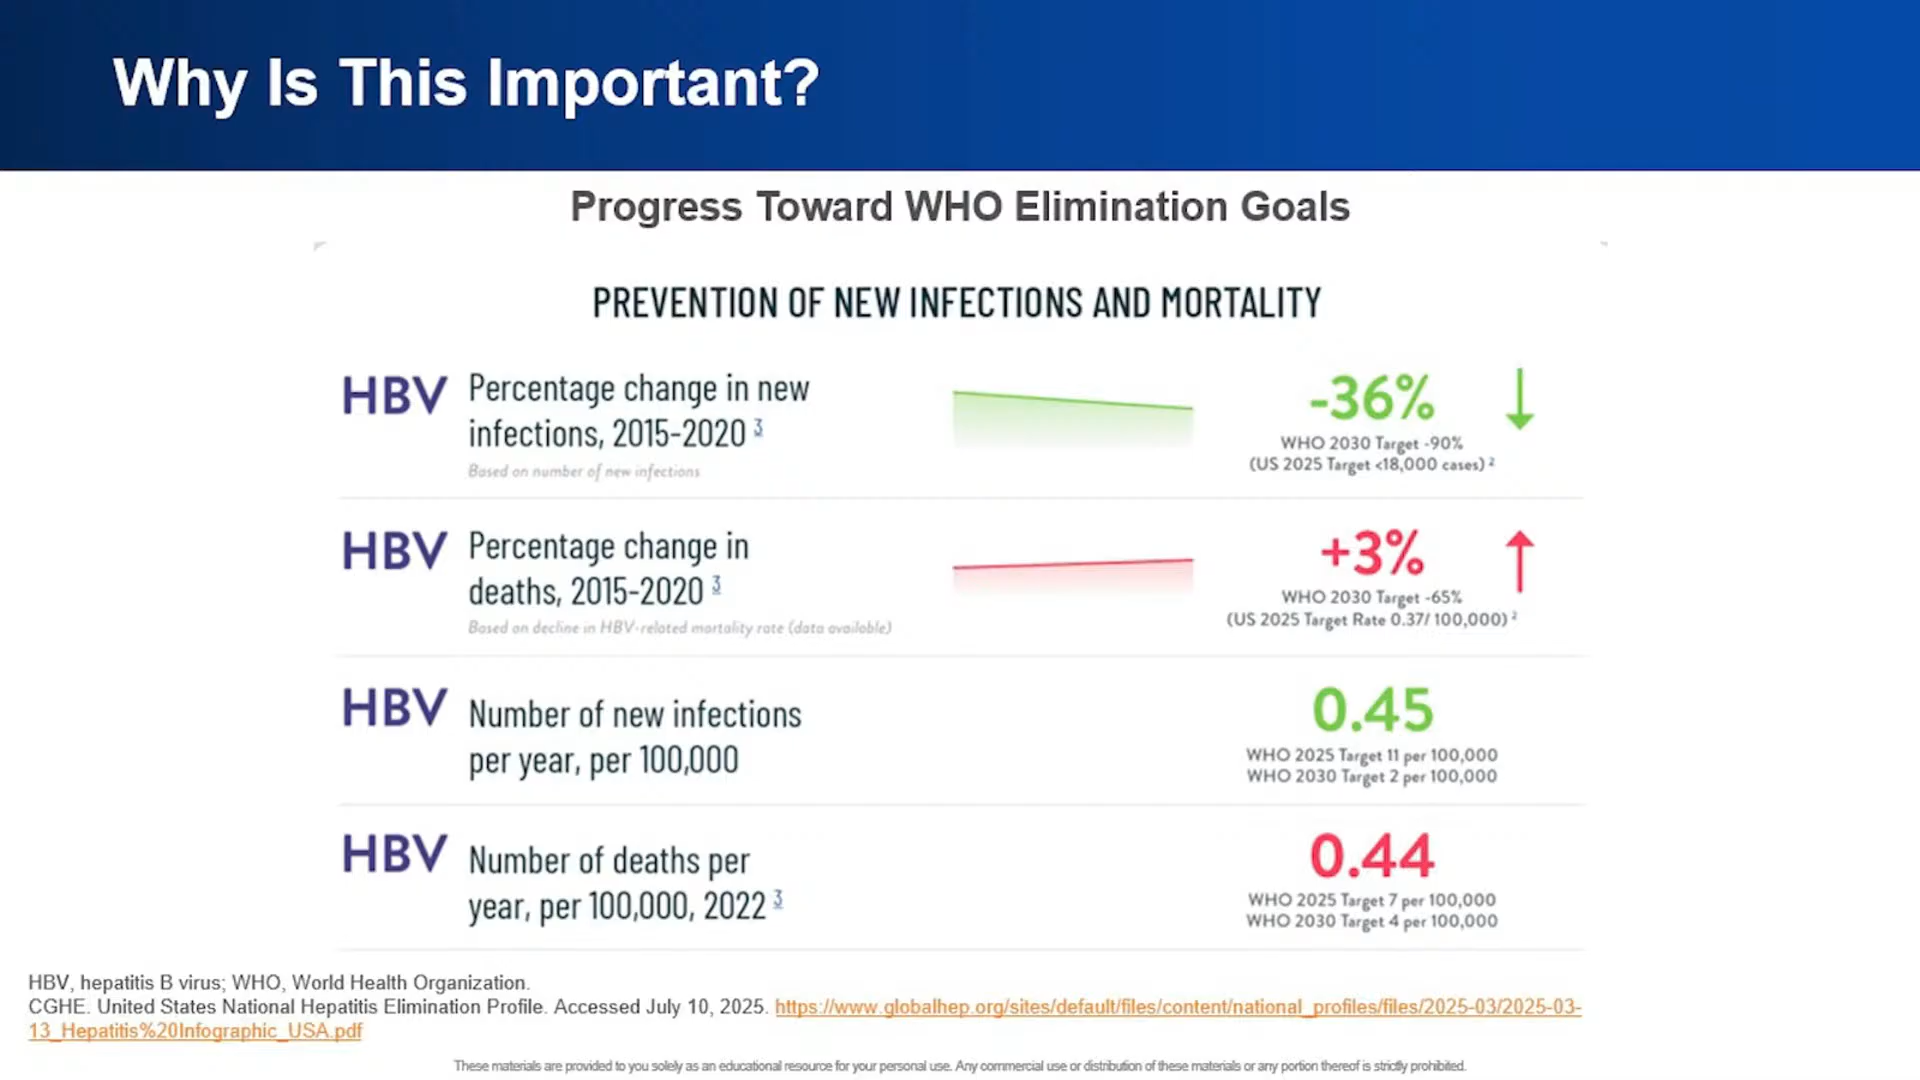 Why Is This Important?
Progress Toward WHO Elimination Goals
PREVENTION OF NEW INFECTIONS AND MORTALITY
HBV Percentage change in new
infections, 2015-2020 3
Based on number of new infections
-36%
WHO 2030 Target -90%
(US 2025 Target <18,000 cases) 2
HBV Percentage change in
deaths, 2015-2020 3
Based on decline in HBV-related mortality rate (data available)
+3%
WHO 2030 Target -65%
(US 2025 Target Rate 0.37/ 100,000) 2
HBV Number of new infections
per year, per 100,000
0.45
WHO 2025 Target 11 per 100,000
WHO 2030 Target 2 per 100,000
HBV Number of deaths per
year, per 100,000, 2022 3
0.44
WHO 2025 Target 7 per 100,000
WHO 2030 Target 4 per 100,000
HBV, hepatitis B virus; WHO, World Health Organization.
CGHE. United States National Hepatitis Elimination Profile. Accessed July 10, 2025. https://www.globalhep.org/sites/default/files/content/national_profiles/files/2025-03/2025-03-
13_Hepatitis%20Infographic_USA.pdf
These materials are provided to you solely as an educational resource for your personal use. Any commercial use or distribution of these materials or any portion thereof is strictly prohibited.